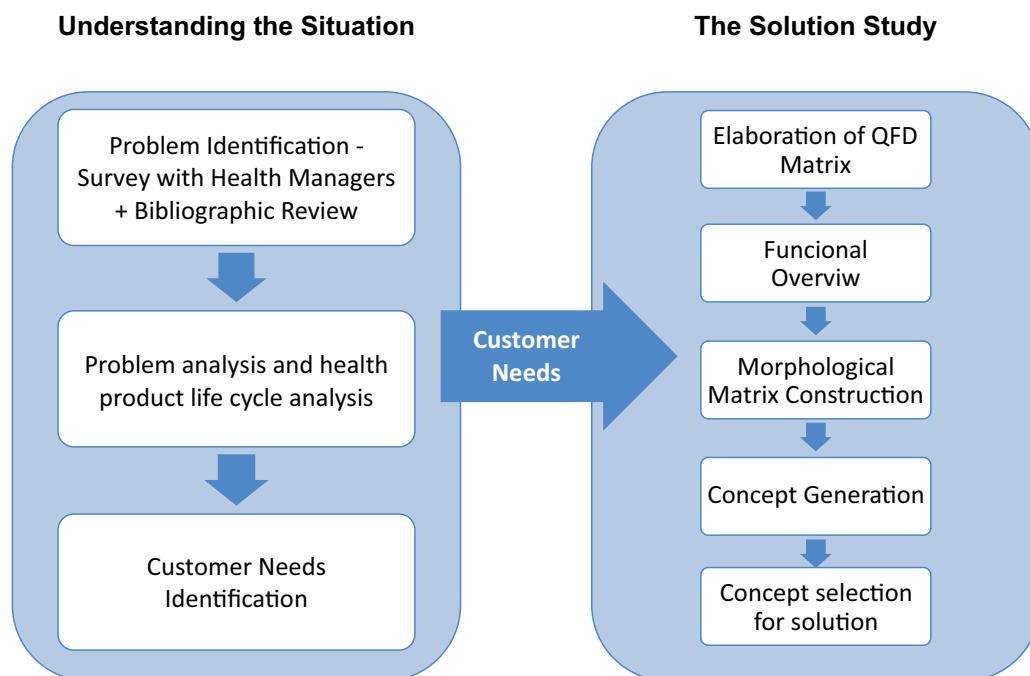 Understanding the Situation
Problem Identification -
Survey with Health Managers
+ Bibliographic Review
Problem analysis and health
product life cycle analysis
Customer Needs
Identification
Customer
Needs
The Solution Study
Elaboration of QFD
Matrix
Funcional
Overviw
Morphological
Matrix Construction
Concept Generation
Concept selection
for solution